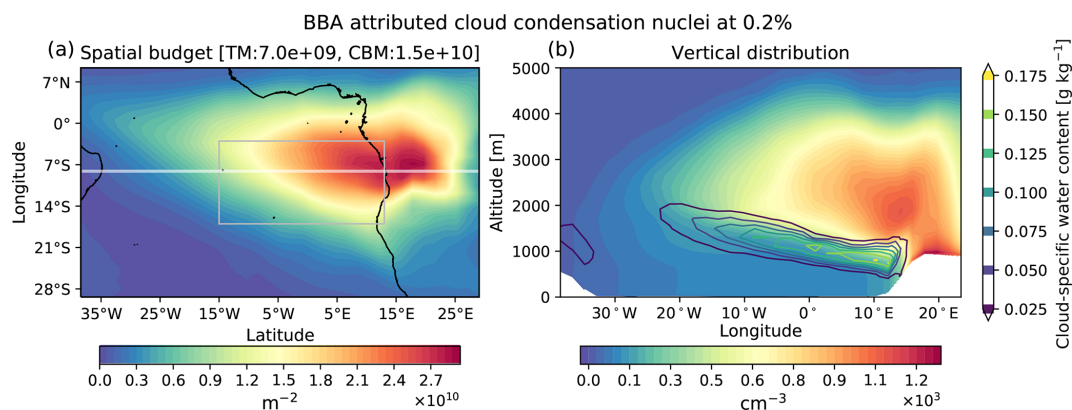 BBA attributed cloud condensation nuclei at 0.2%
(a) Spatial budget [TM:7.0e+09, CBM:1.5e+10]
7°N
0°
7°S
14°S
21°S
28°S
Longitude
35°W 25°W 15°W 5°W 5°E 15°E 25°E
Latitude
0.0 0.3 0.6 0.9 1.2 1.5 1.8 2.1 2.4 2.7
×10¹⁰
m⁻²
(b) Vertical distribution
5000
4000
3000
2000
1000
0
Altitude [m]
30°W 20°W 10°W 0° 10°E 20°E
Longitude
0.0 0.1 0.3 0.4 0.6 0.7 0.9 1.1 1.2
×10³
cm⁻³
0.175
0.150
0.125
0.100
0.075
0.050
0.025
Cloud-specific water content [g kg⁻¹]